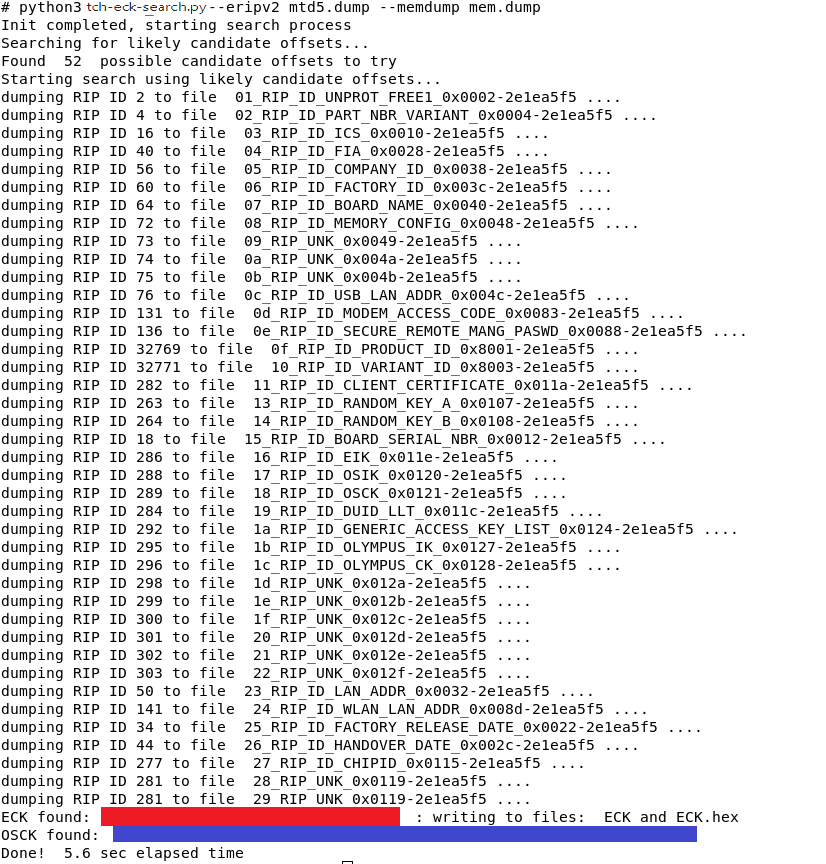 # python3 tch-eck-search.py --eripv2 mtd5.dump --memdump mem.dump
Init completed, starting search process
Searching for likely candidate offsets...
Found  52  possible candidate offsets to try
Starting search using likely candidate offsets...
dumping RIP ID 2 to file  01_RIP_ID_UNPROT_FREE1_0x0002-2e1ea5f5 ....
dumping RIP ID 4 to file  02_RIP_ID_PART_NBR_VARIANT_0x0004-2e1ea5f5 ....
dumping RIP ID 16 to file  03_RIP_ID_ICS_0x0010-2e1ea5f5 ....
dumping RIP ID 40 to file  04_RIP_ID_FIA_0x0028-2e1ea5f5 ....
dumping RIP ID 56 to file  05_RIP_ID_COMPANY_ID_0x0038-2e1ea5f5 ....
dumping RIP ID 60 to file  06_RIP_ID_FACTORY_ID_0x003c-2e1ea5f5 ....
dumping RIP ID 64 to file  07_RIP_ID_BOARD_NAME_0x0040-2e1ea5f5 ....
dumping RIP ID 72 to file  08_RIP_ID_MEMORY_CONFIG_0x0048-2e1ea5f5 ....
dumping RIP ID 73 to file  09_RIP_UNK_0x0049-2e1ea5f5 ....
dumping RIP ID 74 to file  0a_RIP_UNK_0x004a-2e1ea5f5 ....
dumping RIP ID 75 to file  0b_RIP_UNK_0x004b-2e1ea5f5 ....
dumping RIP ID 76 to file  0c_RIP_ID_USB_LAN_ADDR_0x004c-2e1ea5f5 ....
dumping RIP ID 131 to file  0d_RIP_ID_MODEM_ACCESS_CODE_0x0083-2e1ea5f5 ....
dumping RIP ID 136 to file  0e_RIP_ID_SECURE_REMOTE_MANG_PASWD_0x0088-2e1ea5f5 ....
dumping RIP ID 32769 to file  0f_RIP_ID_PRODUCT_ID_0x8001-2e1ea5f5 ....
dumping RIP ID 32771 to file  10_RIP_ID_VARIANT_ID_0x8003-2e1ea5f5 ....
dumping RIP ID 282 to file  11_RIP_ID_CLIENT_CERTIFICATE_0x011a-2e1ea5f5 ....
dumping RIP ID 263 to file  13_RIP_ID_RANDOM_KEY_A_0x0107-2e1ea5f5 ....
dumping RIP ID 264 to file  14_RIP_ID_RANDOM_KEY_B_0x0108-2e1ea5f5 ....
dumping RIP ID 18 to file  15_RIP_ID_BOARD_SERIAL_NBR_0x0012-2e1ea5f5 ....
dumping RIP ID 286 to file  16_RIP_ID_EIK_0x011e-2e1ea5f5 ....
dumping RIP ID 288 to file  17_RIP_ID_OSIK_0x0120-2e1ea5f5 ....
dumping RIP ID 289 to file  18_RIP_ID_OSCK_0x0121-2e1ea5f5 ....
dumping RIP ID 284 to file  19_RIP_ID_DUID_LLT_0x011c-2e1ea5f5 ....
dumping RIP ID 292 to file  1a_RIP_ID_GENERIC_ACCESS_KEY_LIST_0x0124-2e1ea5f5 ....
dumping RIP ID 295 to file  1b_RIP_ID_OLYMPUS_IK_0x0127-2e1ea5f5 ....
dumping RIP ID 296 to file  1c_RIP_ID_OLYMPUS_CK_0x0128-2e1ea5f5 ....
dumping RIP ID 298 to file  1d_RIP_UNK_0x012a-2e1ea5f5 ....
dumping RIP ID 299 to file  1e_RIP_UNK_0x012b-2e1ea5f5 ....
dumping RIP ID 300 to file  1f_RIP_UNK_0x012c-2e1ea5f5 ....
dumping RIP ID 301 to file  20_RIP_UNK_0x012d-2e1ea5f5 ....
dumping RIP ID 302 to file  21_RIP_UNK_0x012e-2e1ea5f5 ....
dumping RIP ID 303 to file  22_RIP_UNK_0x012f-2e1ea5f5 ....
dumping RIP ID 50 to file  23_RIP_ID_LAN_ADDR_0x0032-2e1ea5f5 ....
dumping RIP ID 141 to file  24_RIP_ID_WLAN_LAN_ADDR_0x008d-2e1ea5f5 ....
dumping RIP ID 34 to file  25_RIP_ID_FACTORY_RELEASE_DATE_0x0022-2e1ea5f5 ....
dumping RIP ID 44 to file  26_RIP_ID_HANDOVER_DATE_0x002c-2e1ea5f5 ....
dumping RIP ID 277 to file  27_RIP_ID_CHIPID_0x0115-2e1ea5f5 ....
dumping RIP ID 281 to file  28_RIP_UNK_0x0119-2e1ea5f5 ....
dumping RIP ID 281 to file  29_RIP_UNK_0x0119-2e1ea5f5 ....
ECK found: : writing to files:  ECK and ECK.hex
OSCK found:
Done!  5.6 sec elapsed time